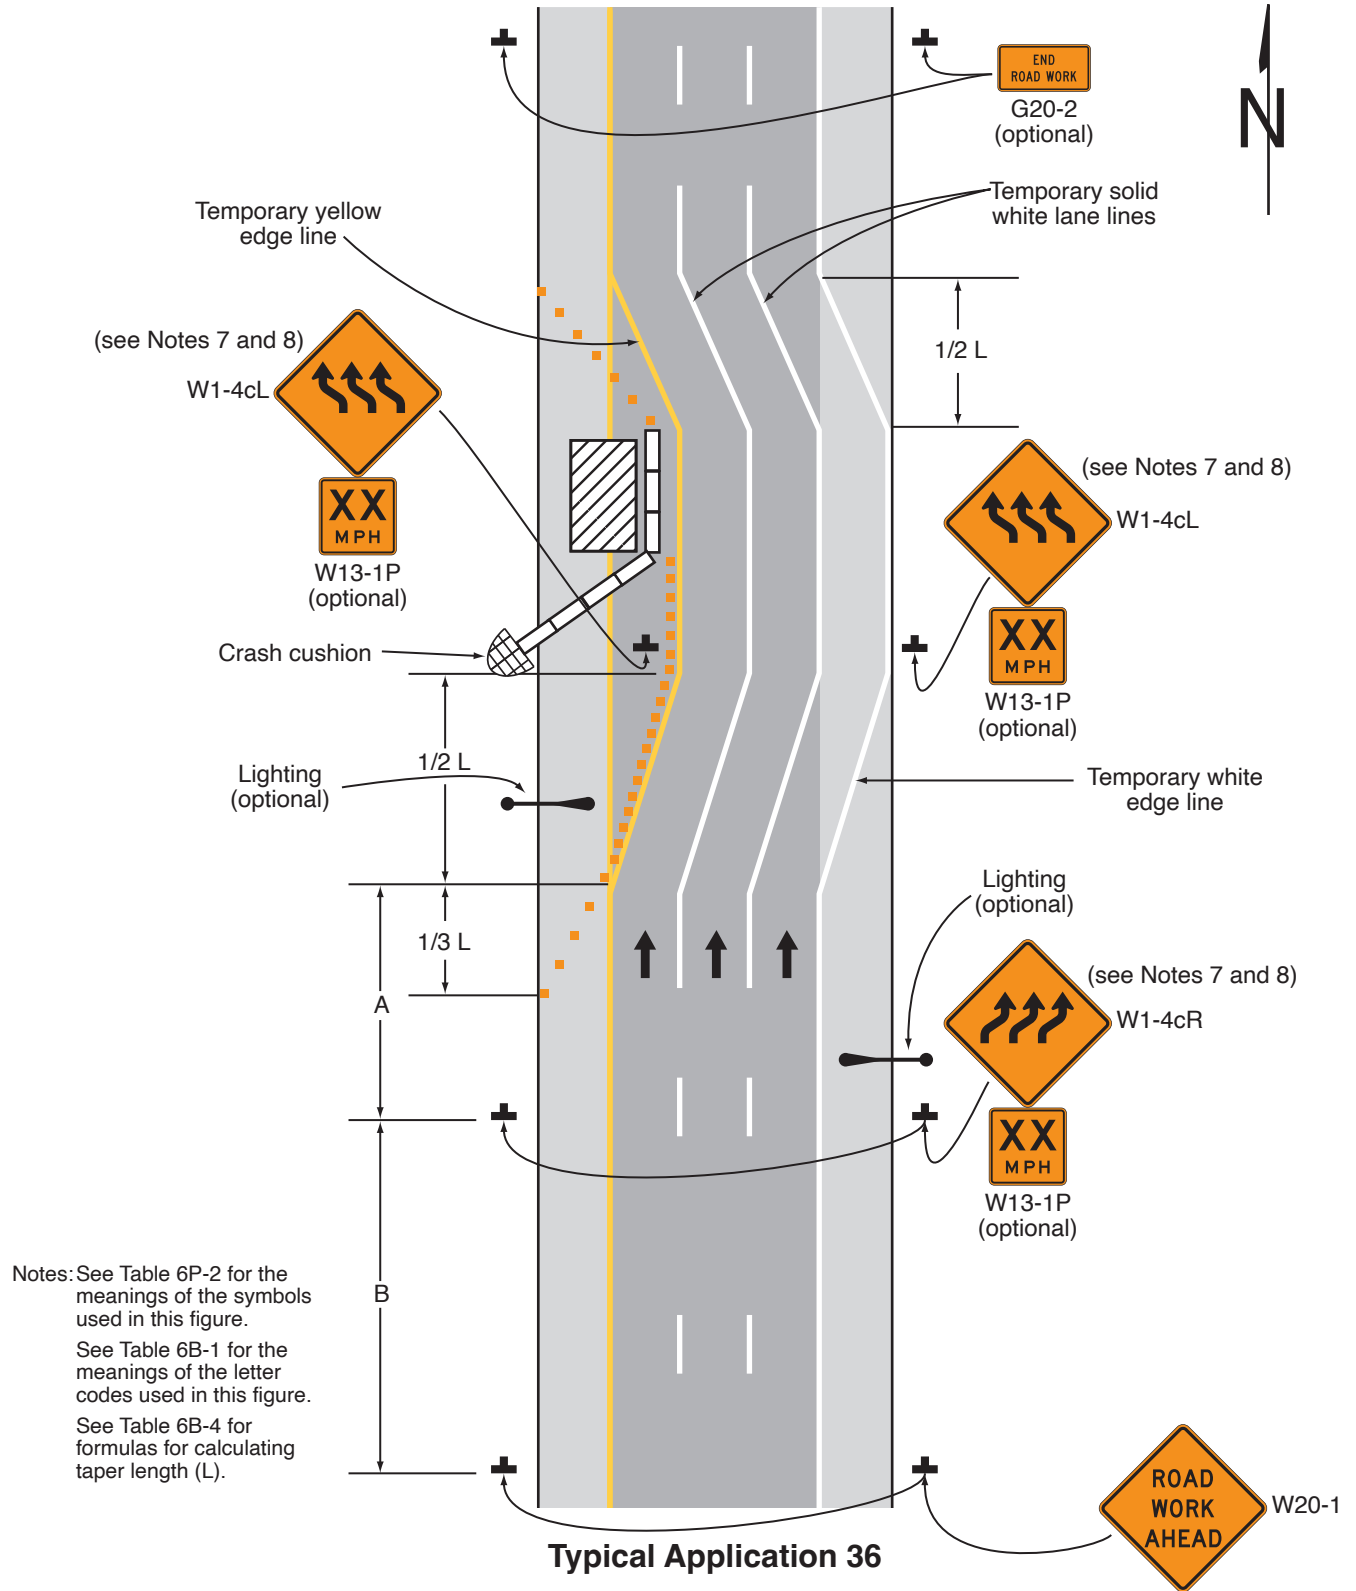 END
ROAD WORK
G20-2
(optional)
N
Temporary solid
white lane lines
Temporary yellow
edge line
(see Notes 7 and 8)
W1-4cL
XX
MPH
W13-1P
(optional)
1/2 L
(see Notes 7 and 8)
W1-4cL
XX
MPH
W13-1P
(optional)
Crash cushion
1/2 L
Lighting
(optional)
Temporary white
edge line
Lighting
(optional)
1/3 L
A
(see Notes 7 and 8)
W1-4cR
XX
MPH
W13-1P
(optional)
B
Notes: See Table 6P-2 for the
meanings of the symbols
used in this figure.
See Table 6B-1 for the
meanings of the letter
codes used in this figure.
See Table 6B-4 for
formulas for calculating
taper length (L).
ROAD
WORK
AHEAD
W20-1
Typical Application 36